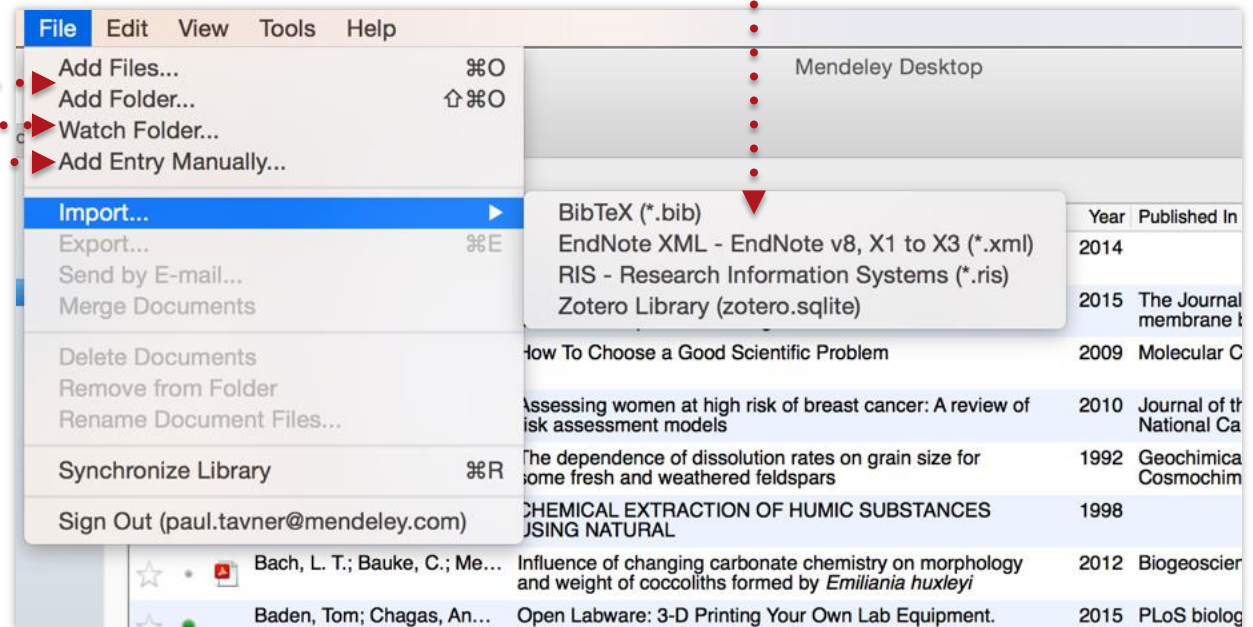 File Edit View Tools Help
Mendeley Desktop
Add Files... ⌘O
Add Folder... ⇧⌘O
Watch Folder...
Add Entry Manually...
Import...
Export... ⌘E
Send by E-mail...
Merge Documents
Delete Documents
Remove from Folder
Rename Document Files...
Synchronize Library ⌘R
Sign Out (paul.tavner@mendeley.com)
BibTeX (*.bib)
EndNote XML - EndNote v8, X1 to X3 (*.xml)
RIS - Research Information Systems (*.ris)
Zotero Library (zotero.sqlite)
Year Published In
2014
2015 The Journal
membrane b
How To Choose a Good Scientific Problem 2009 Molecular C
Assessing women at high risk of breast cancer: A review of 2010 Journal of th
risk assessment models National Ca
The dependence of dissolution rates on grain size for 1992 Geochimica
some fresh and weathered feldspars Cosmochim
CHEMICAL EXTRACTION OF HUMIC SUBSTANCES 1998
USING NATURAL
Bach, L. T.; Bauke, C.; Me... Influence of changing carbonate chemistry on morphology 2012 Biogeoscien
and weight of coccoliths formed by Emiliania huxleyi
Baden, Tom; Chagas, An... Open Labware: 3-D Printing Your Own Lab Equipment. 2015 PLoS biolog